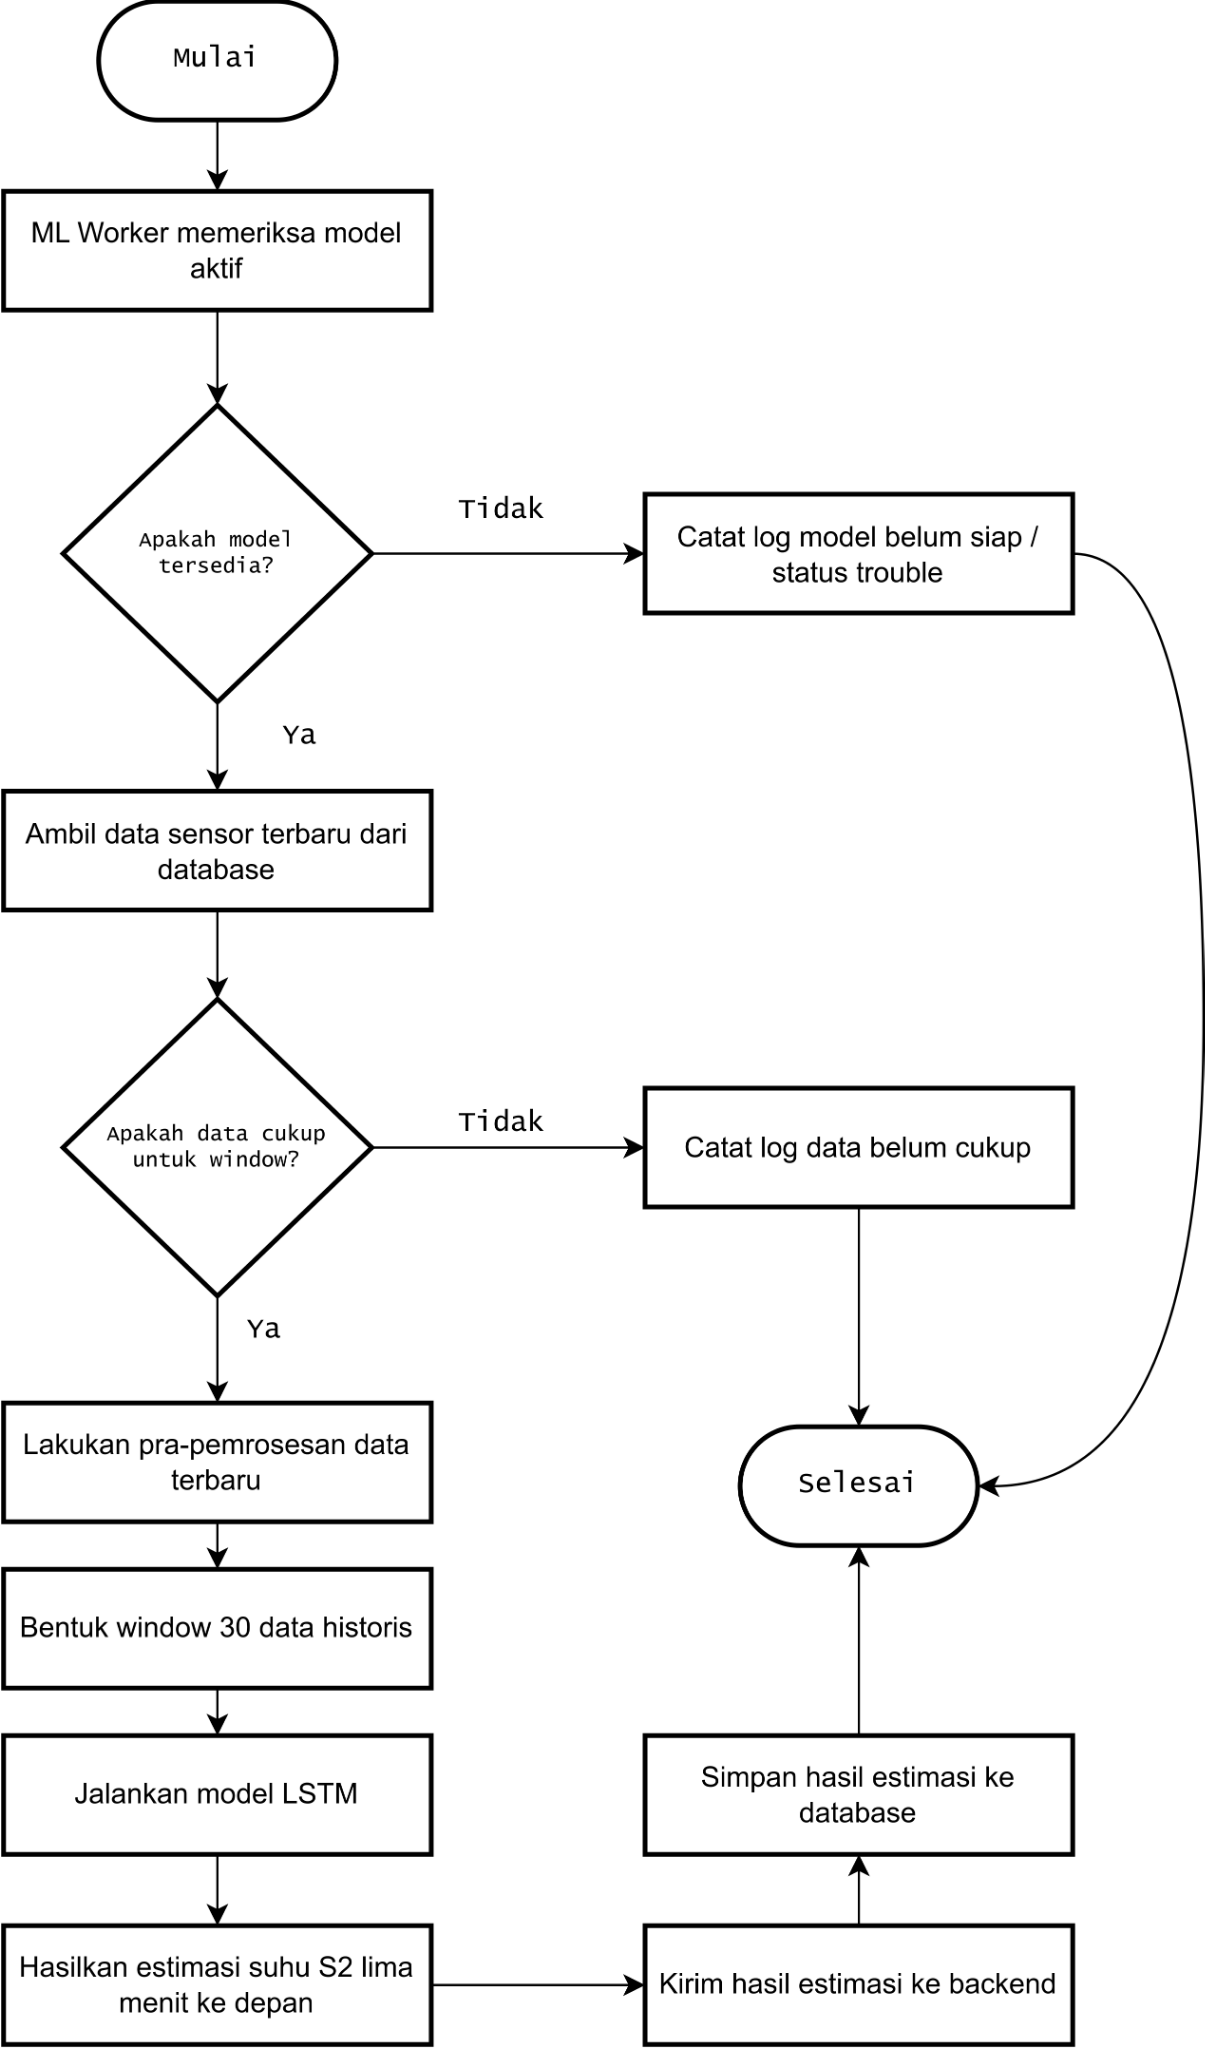 Mulai
ML Worker memeriksa model
aktif
Apakah model
tersedia?
Tidak
Catat log model belum siap /
status trouble
Ya
Ambil data sensor terbaru dari
database
Apakah data cukup
untuk window?
Tidak
Catat log data belum cukup
Ya
Lakukan pra-pemrosesan data
terbaru
Selesai
Bentuk window 30 data historis
Jalankan model LSTM
Simpan hasil estimasi ke
database
Hasilkan estimasi suhu S2 lima
menit ke depan
Kirim hasil estimasi ke backend